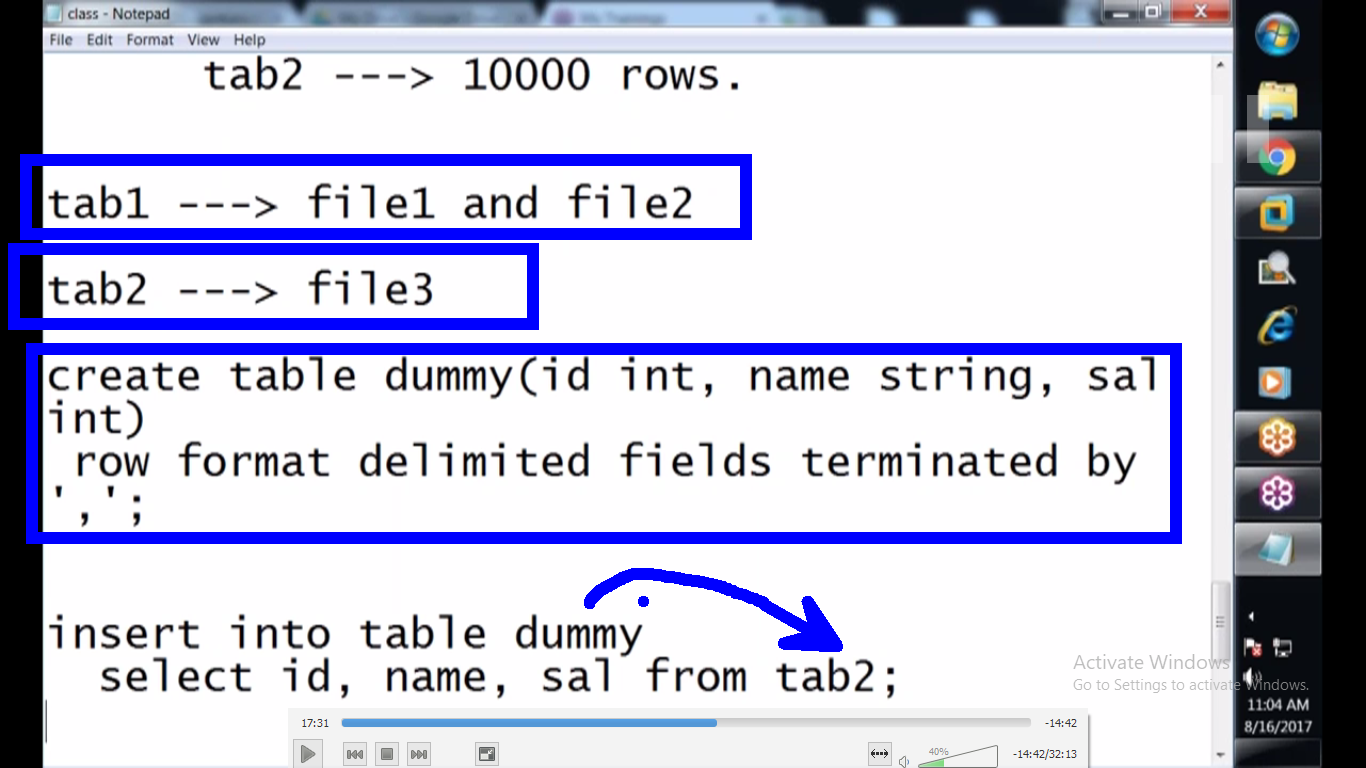 class - Notepad
File Edit Format View Help
tab2 ---> 10000 rows.
tab1 ---> file1 and file2
tab2 ---> file3
create table dummy(id int, name string, sal
int)
row format delimited fields terminated by
',';
insert into table dummy
select id, name, sal from tab2;
Activate Windows
Go to Settings to activate Windows.
11:04 AM
8/16/2017
17:31
-14:42
40%
-14:42/32:13